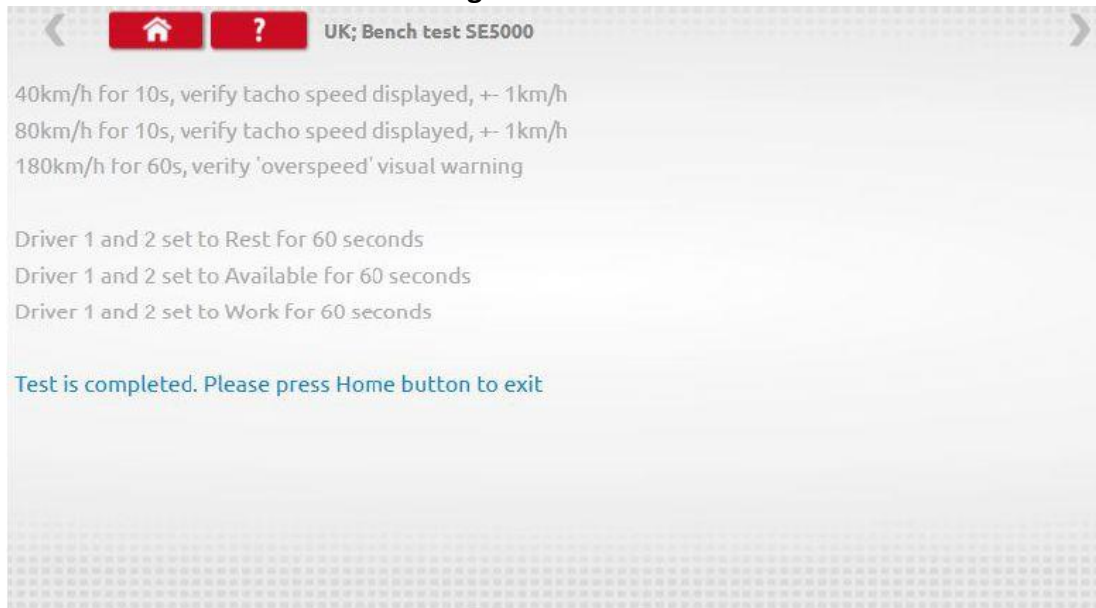 ? UK; Bench test SE5000
40km/h for 10s, verify tacho speed displayed, +- 1km/h
80km/h for 10s, verify tacho speed displayed, +- 1km/h
180km/h for 60s, verify 'overspeed' visual warning
Driver 1 and 2 set to Rest for 60 seconds
Driver 1 and 2 set to Available for 60 seconds
Driver 1 and 2 set to Work for 60 seconds
Test is completed. Please press Home button to exit